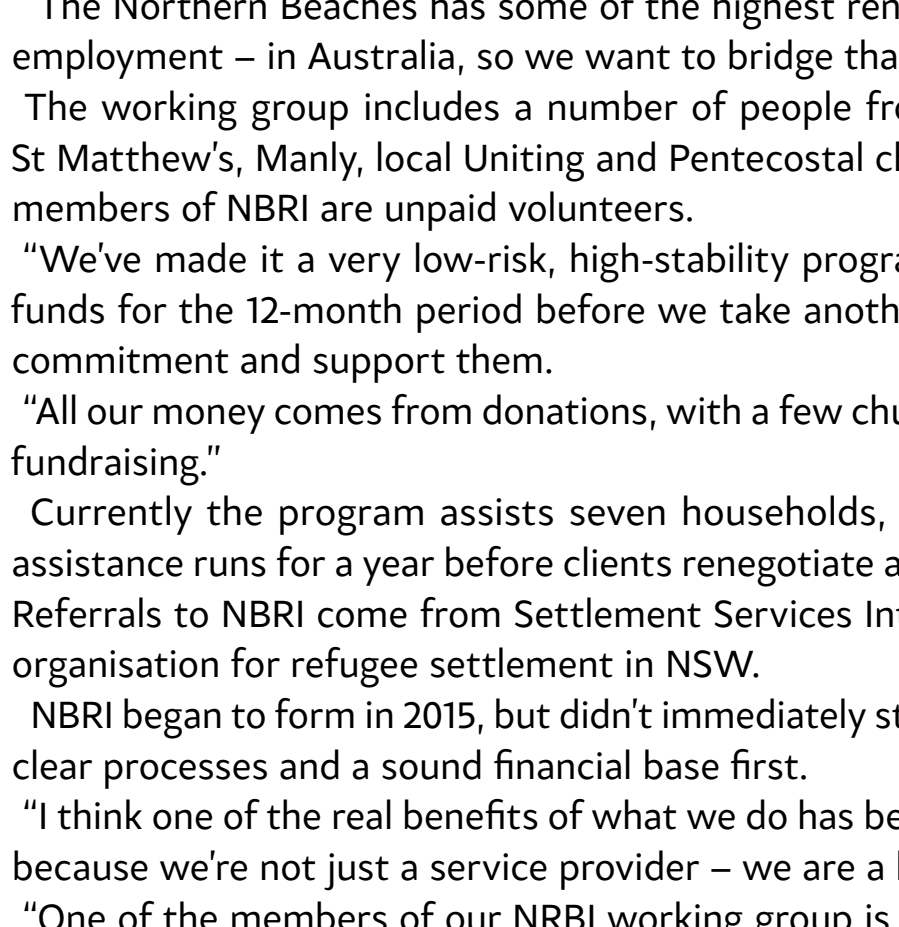 The Northern Beaches has some of the highest ren
employment – in Australia, so we want to bridge tha
The working group includes a number of people fro
St Matthew’s, Manly, local Uniting and Pentecostal cl
members of NBRI are unpaid volunteers.
“We’ve made it a very low-risk, high-stability progra
funds for the 12-month period before we take anoth
commitment and support them.
“All our money comes from donations, with a few chu
fundraising.”
Currently the program assists seven households,
assistance runs for a year before clients renegotiate a
Referrals to NBRI come from Settlement Services Int
organisation for refugee settlement in NSW.
NBRI began to form in 2015, but didn’t immediately st
clear processes and a sound financial base first.
“I think one of the real benefits of what we do has be
because we’re not just a service provider – we are a
“One of the members of our NRBI working group is